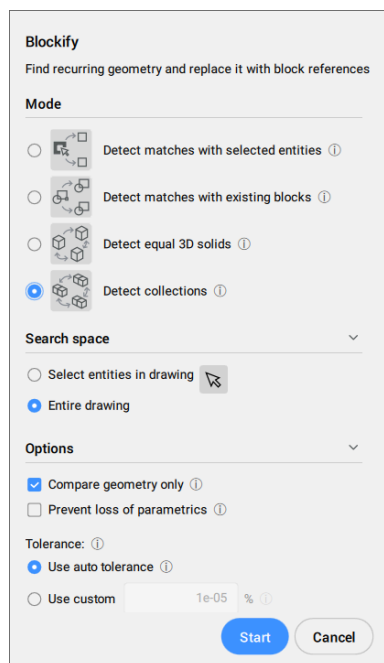 Blockify
Find recurring geometry and replace it with block references
Mode
Detect matches with selected entities ⓘ
Detect matches with existing blocks ⓘ
Detect equal 3D solids ⓘ
Detect collections ⓘ
Search space
Select entities in drawing
Entire drawing
Options
Compare geometry only ⓘ
Prevent loss of parametrics ⓘ
Tolerance: ⓘ
Use auto tolerance ⓘ
Use custom 1e-05 % ⓘ
Start Cancel